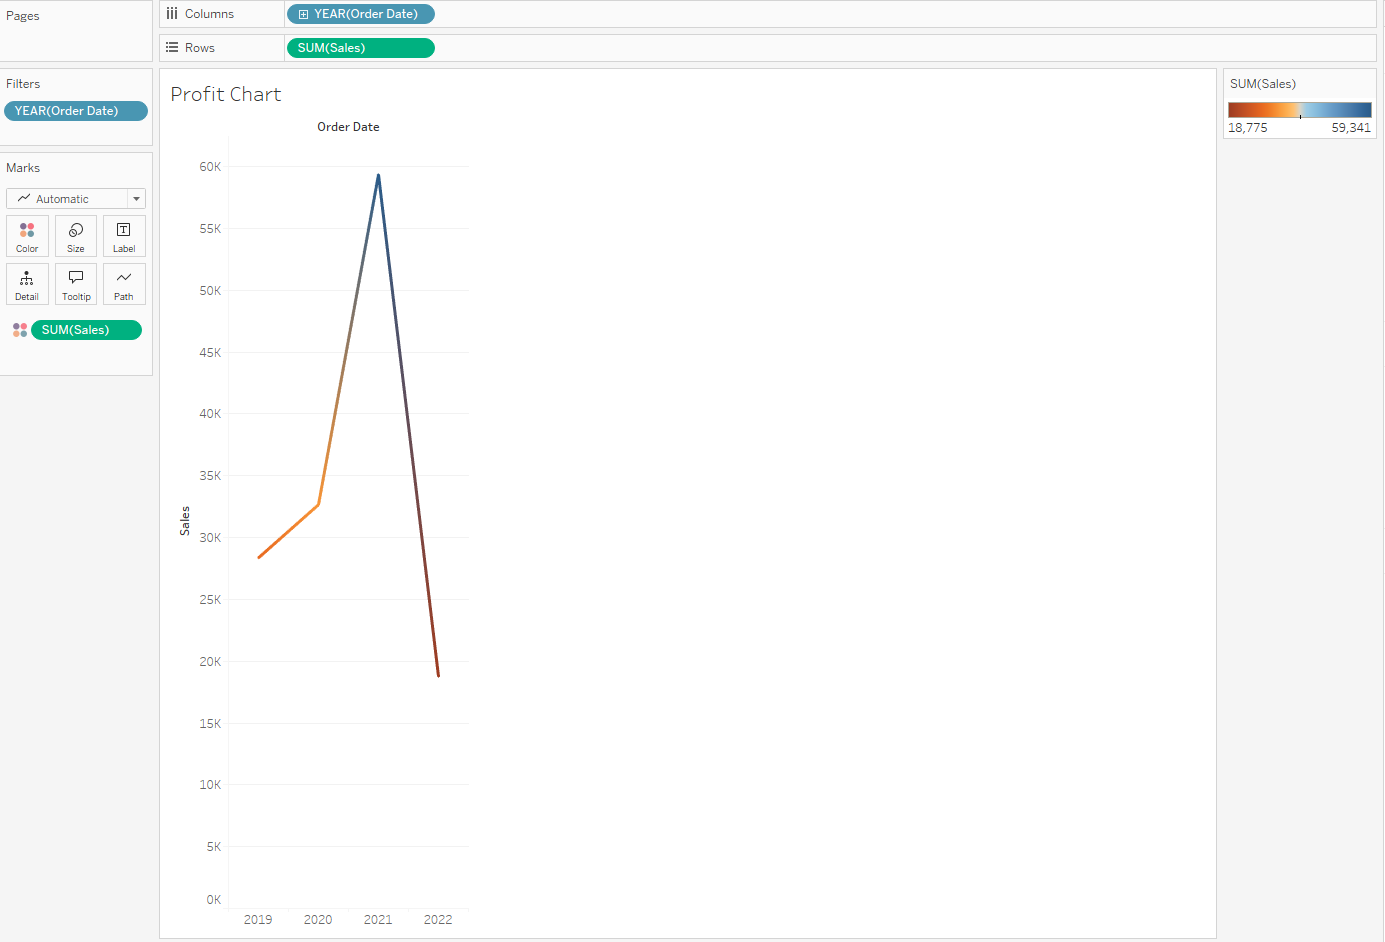 Pages
Columns
YEAR(Order Date)
Rows
SUM(Sales)
Filters
YEAR(Order Date)
Marks
Automatic
Color
Size
Label
Detail
Tooltip
Path
SUM(Sales)
Profit Chart
Order Date
60K
55K
50K
45K
40K
35K
30K
25K
20K
15K
10K
5K
0K
Sales
2019 2020 2021 2022
SUM(Sales)
18,775 59,341